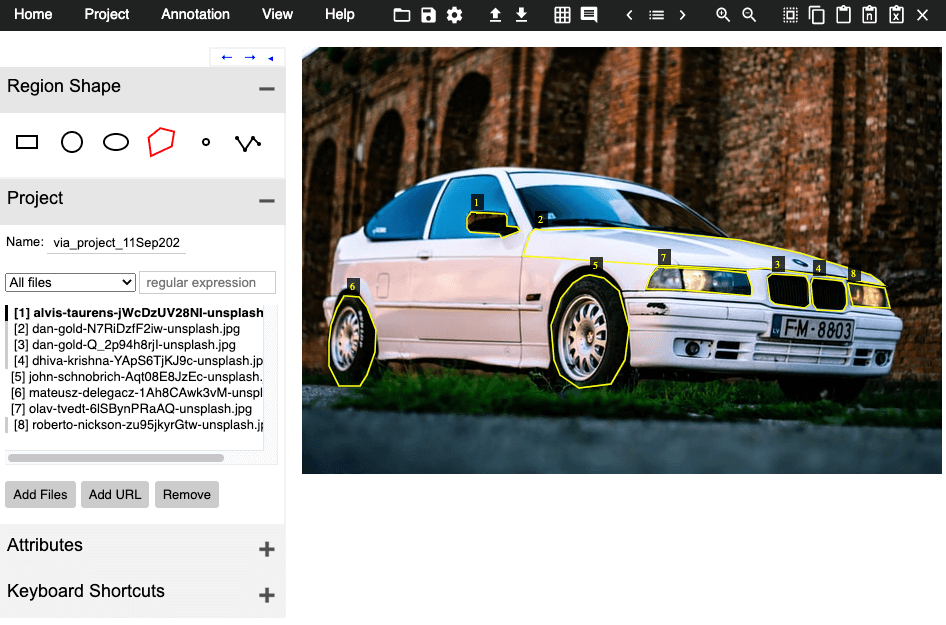 Home Project Annotation View Help
Region Shape
Project
Name: via_project_11Sep202
All files regular expression
[1] alvis-taurens-jWcDzUV28NI-unsplash
[2] dan-gold-N7RiDzfF2iw-unsplash.jpg
[3] dan-gold-Q_2p94h8rjI-unsplash.jpg
[4] dhiva-krishna-YApS6TjKJ9c-unsplash.jp
[5] john-schnobrich-Aqt08E8JzEc-unsplash.
[6] mateusz-delegacz-1Ah8CAwk3vM-unspl
[7] olav-tvedt-6lSBynPRaAQ-unsplash.jpg
[8] roberto-nickson-zu95jkyrGtw-unsplash.jp
Add Files Add URL Remove
Attributes
Keyboard Shortcuts
1
2
7
3
4
8
5
6
LV FM-8803